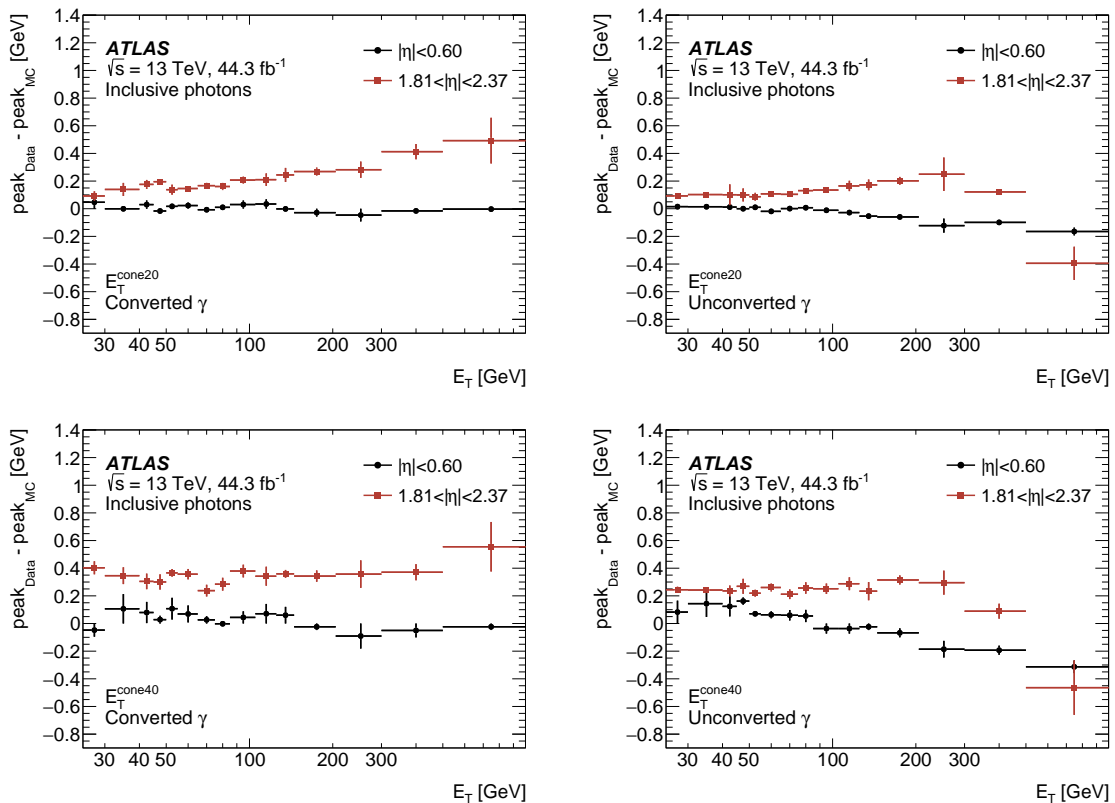 peak_Data - peak_MC [GeV]
1.4
1.2
1
0.8
0.6
0.4
0.2
0
−0.2
−0.4
−0.6
−0.8
ATLAS
√s = 13 TeV, 44.3 fb⁻¹
Inclusive photons
|η|<0.60
1.81<|η|<2.37
E_T^cone20
Converted γ
30 40 50 100 200 300
E_T [GeV]
peak_Data - peak_MC [GeV]
1.4
1.2
1
0.8
0.6
0.4
0.2
0
−0.2
−0.4
−0.6
−0.8
ATLAS
√s = 13 TeV, 44.3 fb⁻¹
Inclusive photons
|η|<0.60
1.81<|η|<2.37
E_T^cone20
Unconverted γ
30 40 50 100 200 300
E_T [GeV]
peak_Data - peak_MC [GeV]
1.4
1.2
1
0.8
0.6
0.4
0.2
0
−0.2
−0.4
−0.6
−0.8
ATLAS
√s = 13 TeV, 44.3 fb⁻¹
Inclusive photons
|η|<0.60
1.81<|η|<2.37
E_T^cone40
Converted γ
30 40 50 100 200 300
E_T [GeV]
peak_Data - peak_MC [GeV]
1.4
1.2
1
0.8
0.6
0.4
0.2
0
−0.2
−0.4
−0.6
−0.8
ATLAS
√s = 13 TeV, 44.3 fb⁻¹
Inclusive photons
|η|<0.60
1.81<|η|<2.37
E_T^cone40
Unconverted γ
30 40 50 100 200 300
E_T [GeV]